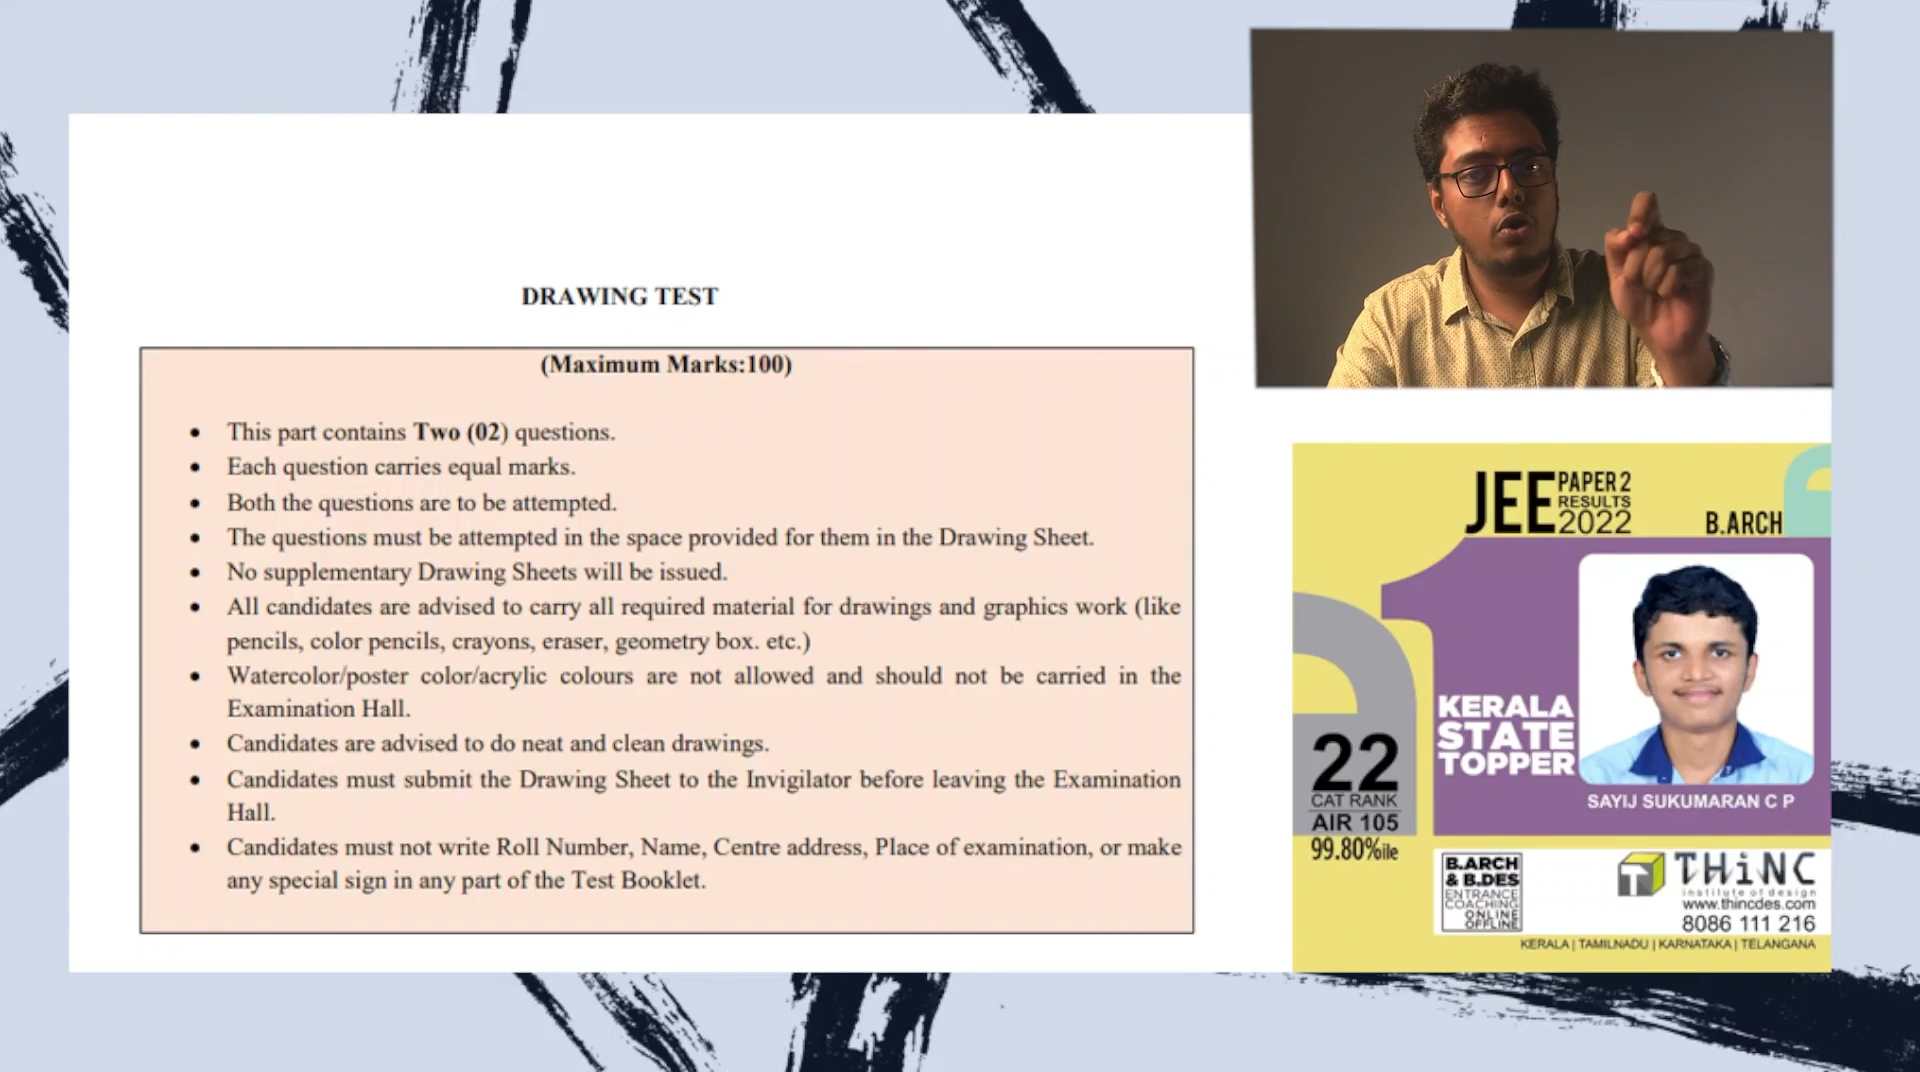 DRAWING TEST
(Maximum Marks:100)
• This part contains Two (02) questions.
• Each question carries equal marks.
• Both the questions are to be attempted.
• The questions must be attempted in the space provided for them in the Drawing Sheet.
• No supplementary Drawing Sheets will be issued.
• All candidates are advised to carry all required material for drawings and graphics work (like
pencils, color pencils, crayons, eraser, geometry box. etc.)
• Watercolor/poster color/acrylic colours are not allowed and should not be carried in the
Examination Hall.
• Candidates are advised to do neat and clean drawings.
• Candidates must submit the Drawing Sheet to the Invigilator before leaving the Examination
Hall.
• Candidates must not write Roll Number, Name, Centre address, Place of examination, or make
any special sign in any part of the Test Booklet.
JEE PAPER 2
RESULTS
2022
B.ARCH
1
KERALA
STATE
TOPPER
SAYIJ SUKUMARAN C P
22
CAT RANK
AIR 105
99.80%ile
B.ARCH
& B.DES
ENTRANCE
COACHING
ONLINE
OFFLINE
T THiNC
institute of design
www.thincdes.com
8086 111 216
KERALA | TAMILNADU | KARNATAKA | TELANGANA